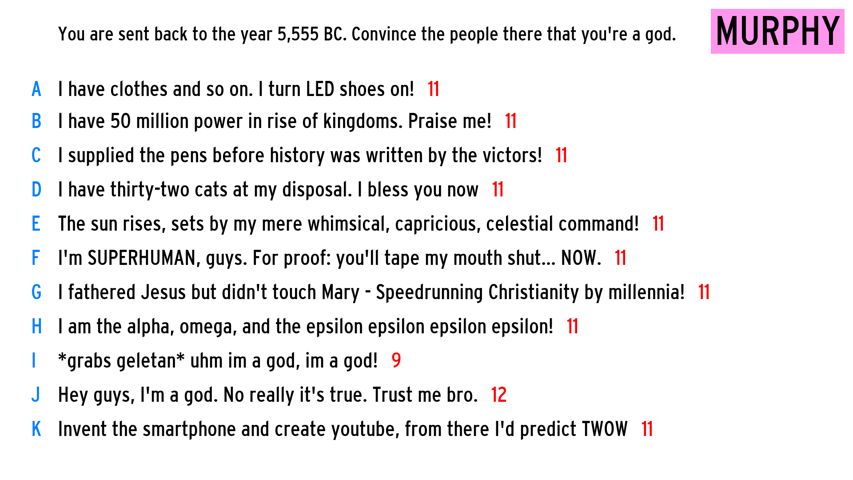 You are sent back to the year 5,555 BC. Convince the people there that you're a god.
MURPHY
A I have clothes and so on. I turn LED shoes on! 11
B I have 50 million power in rise of kingdoms. Praise me! 11
C I supplied the pens before history was written by the victors! 11
D I have thirty-two cats at my disposal. I bless you now 11
E The sun rises, sets by my mere whimsical, capricious, celestial command! 11
F I'm SUPERHUMAN, guys. For proof: you'll tape my mouth shut... NOW. 11
G I fathered Jesus but didn't touch Mary - Speedrunning Christianity by millennia! 11
H I am the alpha, omega, and the epsilon epsilon epsilon epsilon! 11
I *grabs geletan* uhm im a god, im a god! 9
J Hey guys, I'm a god. No really it's true. Trust me bro. 12
K Invent the smartphone and create youtube, from there I'd predict TWOW 11